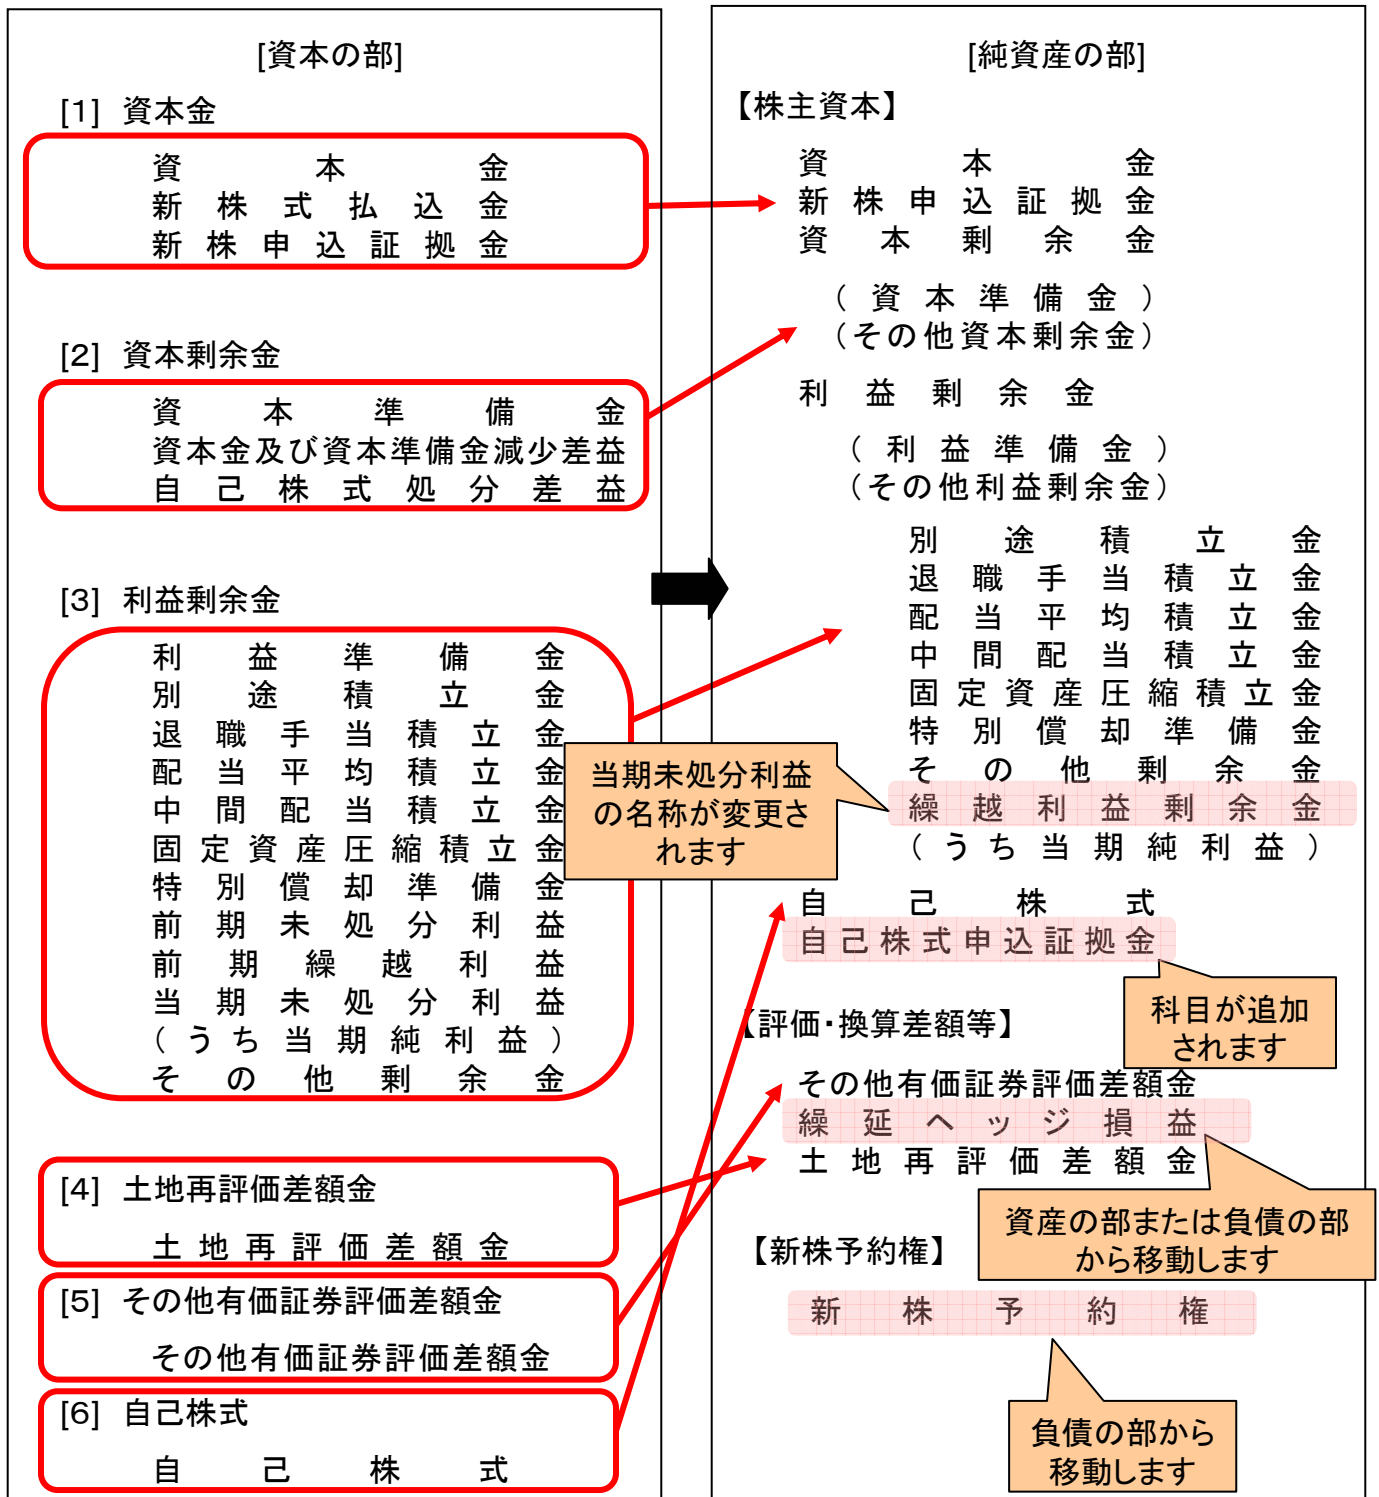 [資本の部]
[1] 資本金
資本金
新株式払込金
新株申込証拠金
[2] 資本剰余金
資本準備金
資本金及び資本準備金減少差益
自己株式処分差益
[3] 利益剰余金
利益準備金
別途積立金
退職手当積立金
配当平均積立金
中間配当積立金
固定資産圧縮積立金
特別償却準備金
前期未処分利益
前期繰越利益
当期未処分利益
(うち当期純利益)
その他剰余金
[4] 土地再評価差額金
土地再評価差額金
[5] その他有価証券評価差額金
その他有価証券評価差額金
[6] 自己株式
自己株式
[純資産の部]
【株主資本】
資本金
新株申込証拠金
資本剰余金
(資本準備金)
(その他資本剰余金)
利益剰余金
(利益準備金)
(その他利益剰余金)
別途積立金
退職手当積立金
配当平均積立金
中間配当積立金
固定資産圧縮積立金
特別償却準備金
その他剰余金
繰越利益剰余金
(うち当期純利益)
当期未処分利益
の名称が変更さ
れます
自己株式
自己株式申込証拠金
科目が追加
されます
【評価・換算差額等】
その他有価証券評価差額金
繰延ヘッジ損益
土地再評価差額金
資産の部または負債の部
から移動します
【新株予約権】
新株予約権
負債の部から
移動します